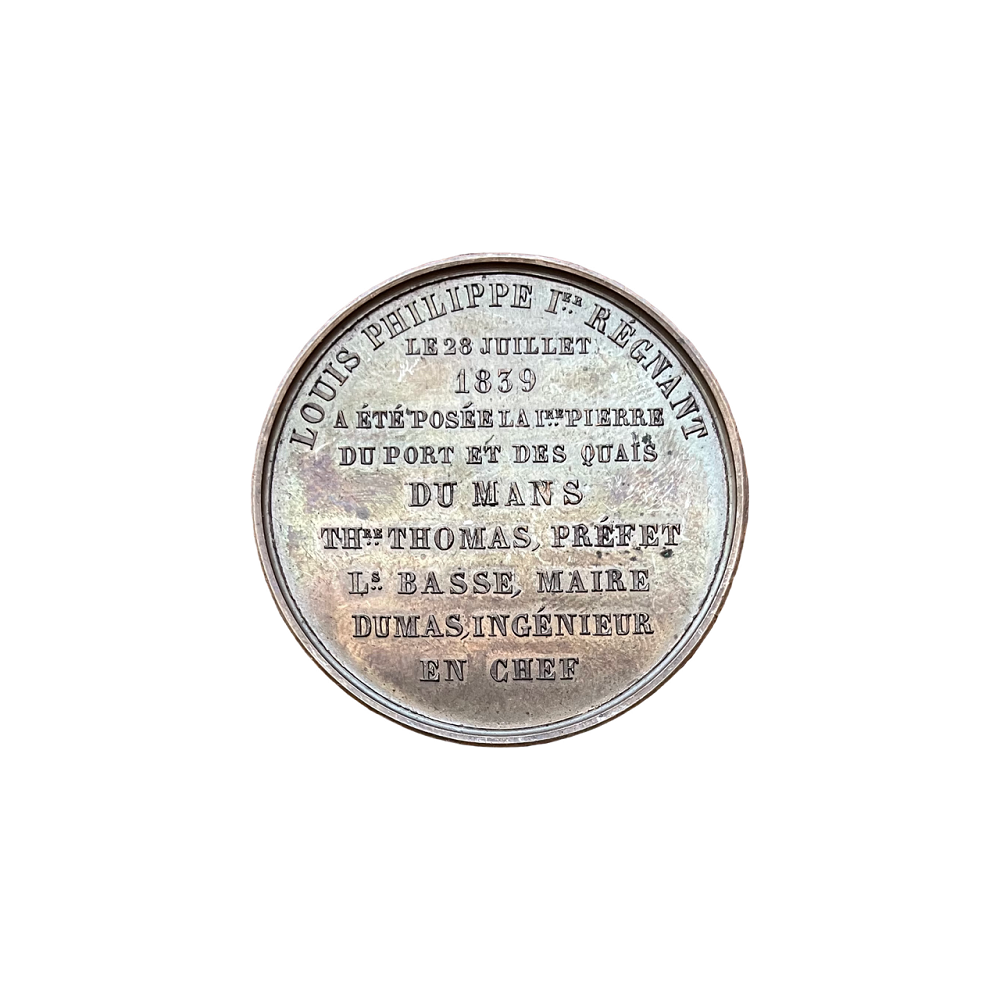 LOUIS PHILIPPE IER RÉGNANT
LE 28 JUILLET
1839
A ÉTÉ POSÉE LA IRE PIERRE
DU PORT ET DES QUAIS
DU MANS
THRE THOMAS, PRÉFET
LS BASSE, MAIRE
DUMAS, INGÉNIEUR
EN CHEF